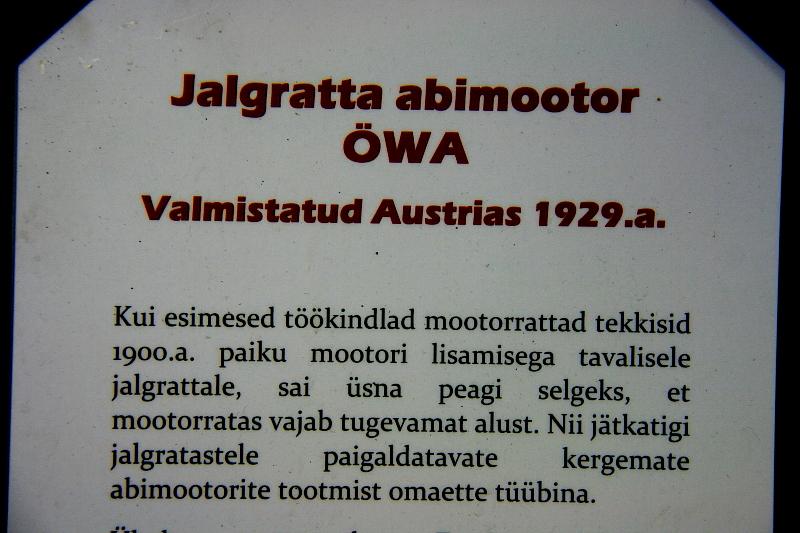 Jalgratta abimootor
ÖWA
Valmistatud Austrias 1929.a.
Kui esimesed töökindlad mootorrattad tekkisid
1900.a. paiku mootori lisamisega tavalisele
jalgrattale, sai üsna peagi selgeks, et
mootorratas vajab tugevamat alust. Nii jätkatigi
jalgratastele paigaldatavate kergemate
abimootorite tootmist omaette tüübina.